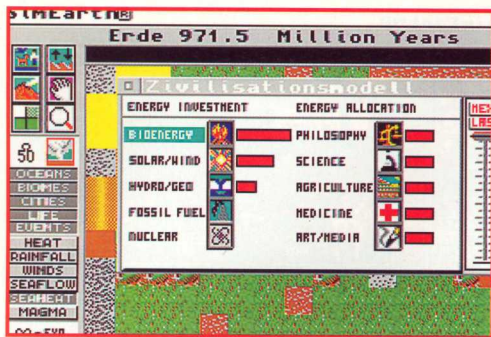 SimEarth®
Erde 971.5 Million Years
Zivilisationsmodell
ENERGY INVESTMENT ENERGY ALLOCATION
BIOENERGY PHILOSOPHY
SOLAR/WIND SCIENCE
HYDRO/GEO AGRICULTURE
FOSSIL FUEL MEDICINE
NUCLEAR ART/MEDIA
50
OCEANS
BIOMES
CITIES
LIFE
EVENTS
HEAT
RAINFALL
WINDS
SEAFLOW
SEAHEAT
MAGMA